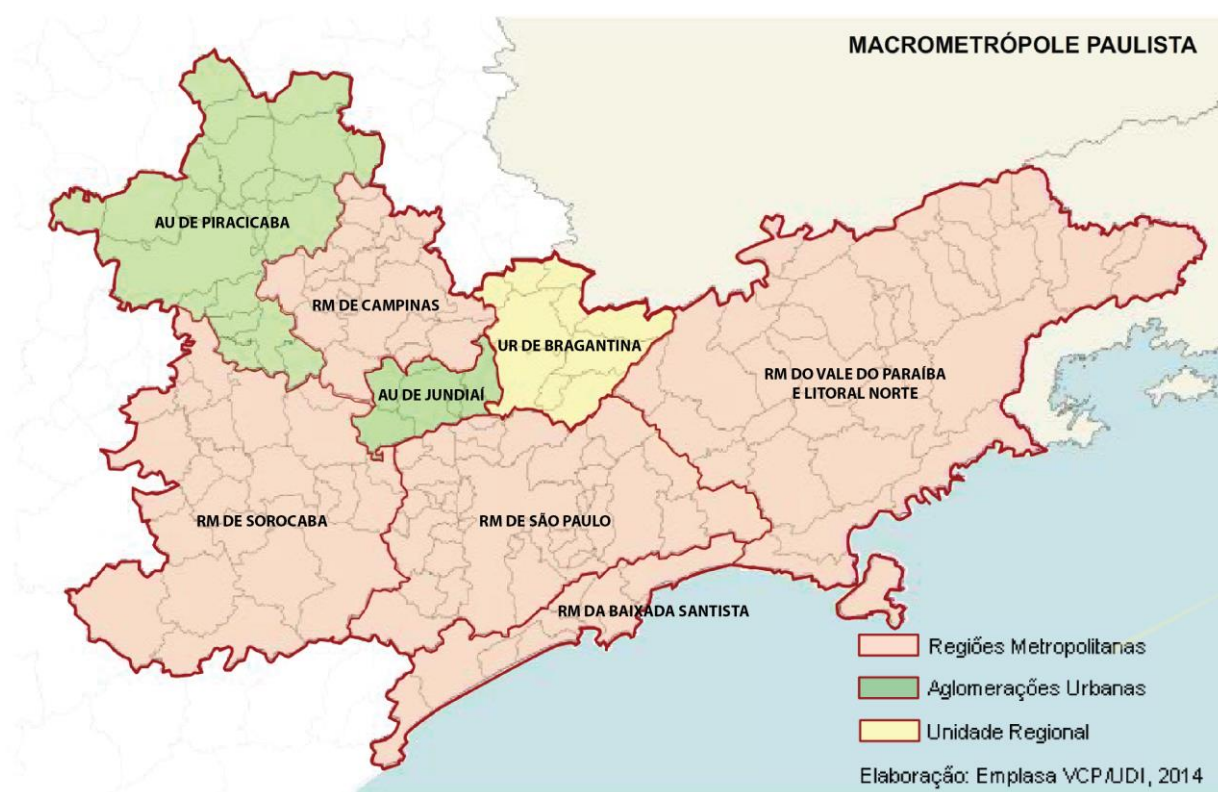 MACROMETRÓPOLE PAULISTA
AU DE PIRACICABA
RM DE CAMPINAS
UR DE BRAGANTINA
AU DE JUNDIAÍ
RM DO VALE DO PARAÍBA
E LITORAL NORTE
RM DE SOROCABA
RM DE SÃO PAULO
RM DA BAIXADA SANTISTA
Regiões Metropolitanas
Aglomerações Urbanas
Unidade Regional
Elaboração: Emplasa VCP/UDI, 2014